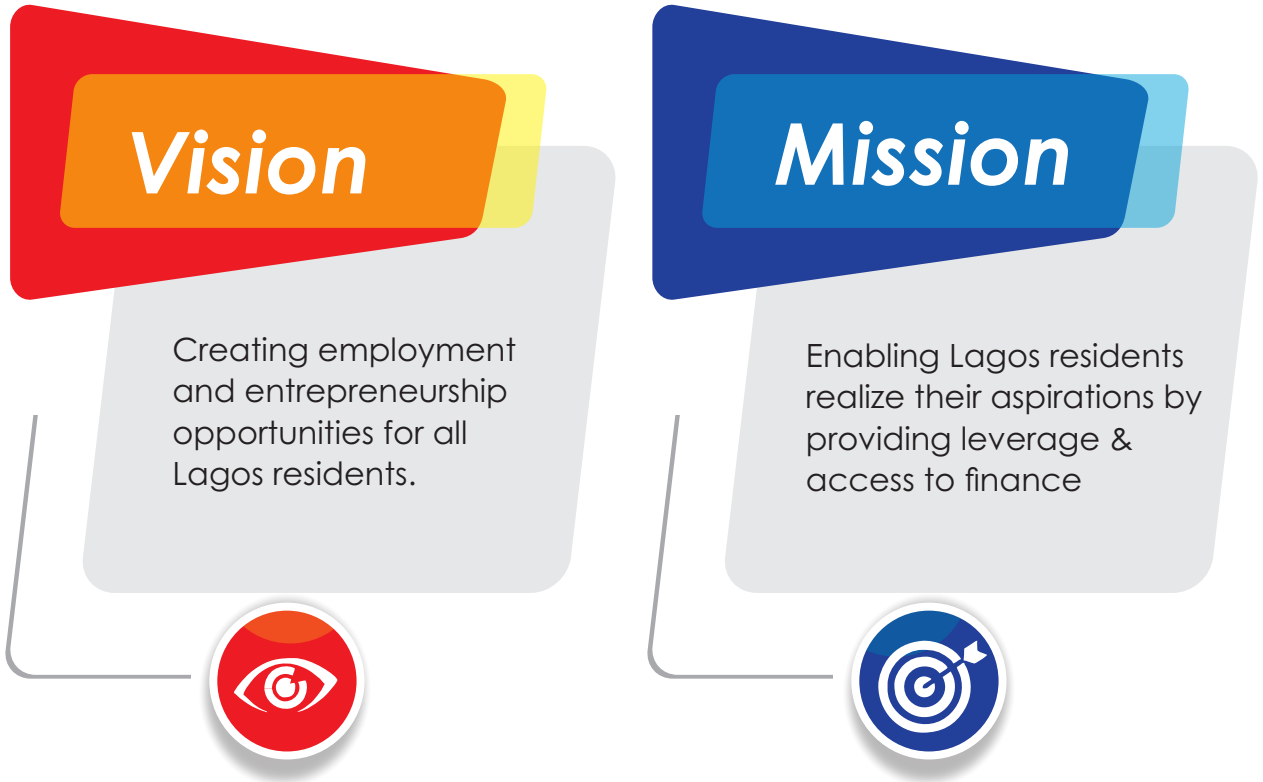 Vision
Creating employment
and entrepreneurship
opportunities for all
Lagos residents.
Mission
Enabling Lagos residents
realize their aspirations by
providing leverage &
access to finance